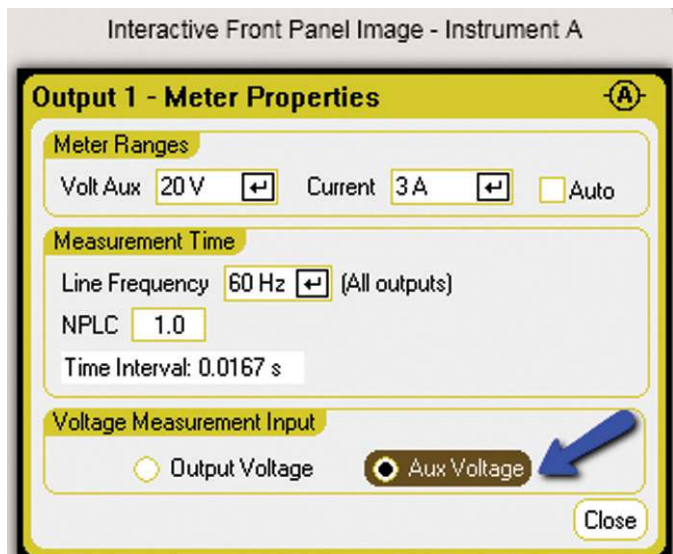 Interactive Front Panel Image - Instrument A
Output 1 - Meter Properties A
Meter Ranges
Volt Aux 20 V Current 3 A Auto
Measurement Time
Line Frequency 60 Hz (All outputs)
NPLC 1.0
Time Interval: 0.0167 s
Voltage Measurement Input
Output Voltage Aux Voltage
Close